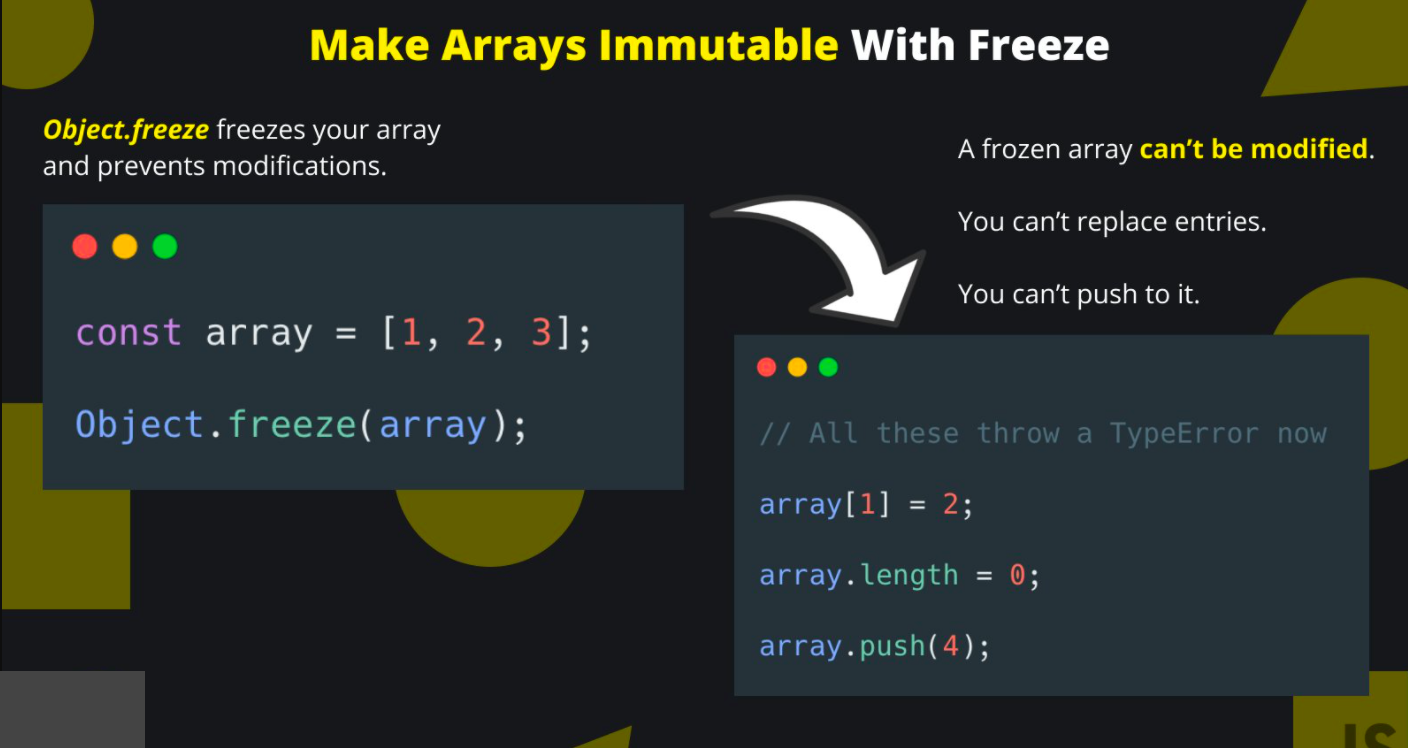 Make Arrays Immutable With Freeze
Object.freeze freezes your array
and prevents modifications.
const array = [1, 2, 3];
Object.freeze(array);
A frozen array can’t be modified.
You can’t replace entries.
You can’t push to it.
// All these throw a TypeError now
array[1] = 2;
array.length = 0;
array.push(4);
JS